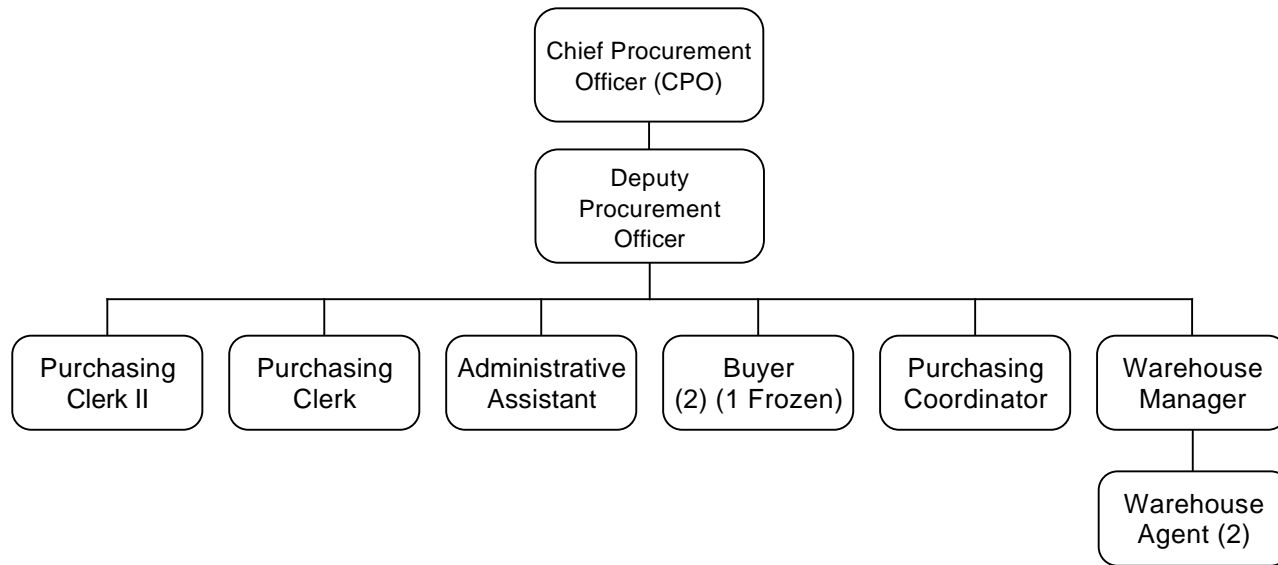 Chief Procurement
Officer (CPO)
Deputy
Procurement
Officer
Purchasing
Clerk II
Purchasing
Clerk
Administrative
Assistant
Buyer
(2) (1 Frozen)
Purchasing
Coordinator
Warehouse
Manager
Warehouse
Agent (2)